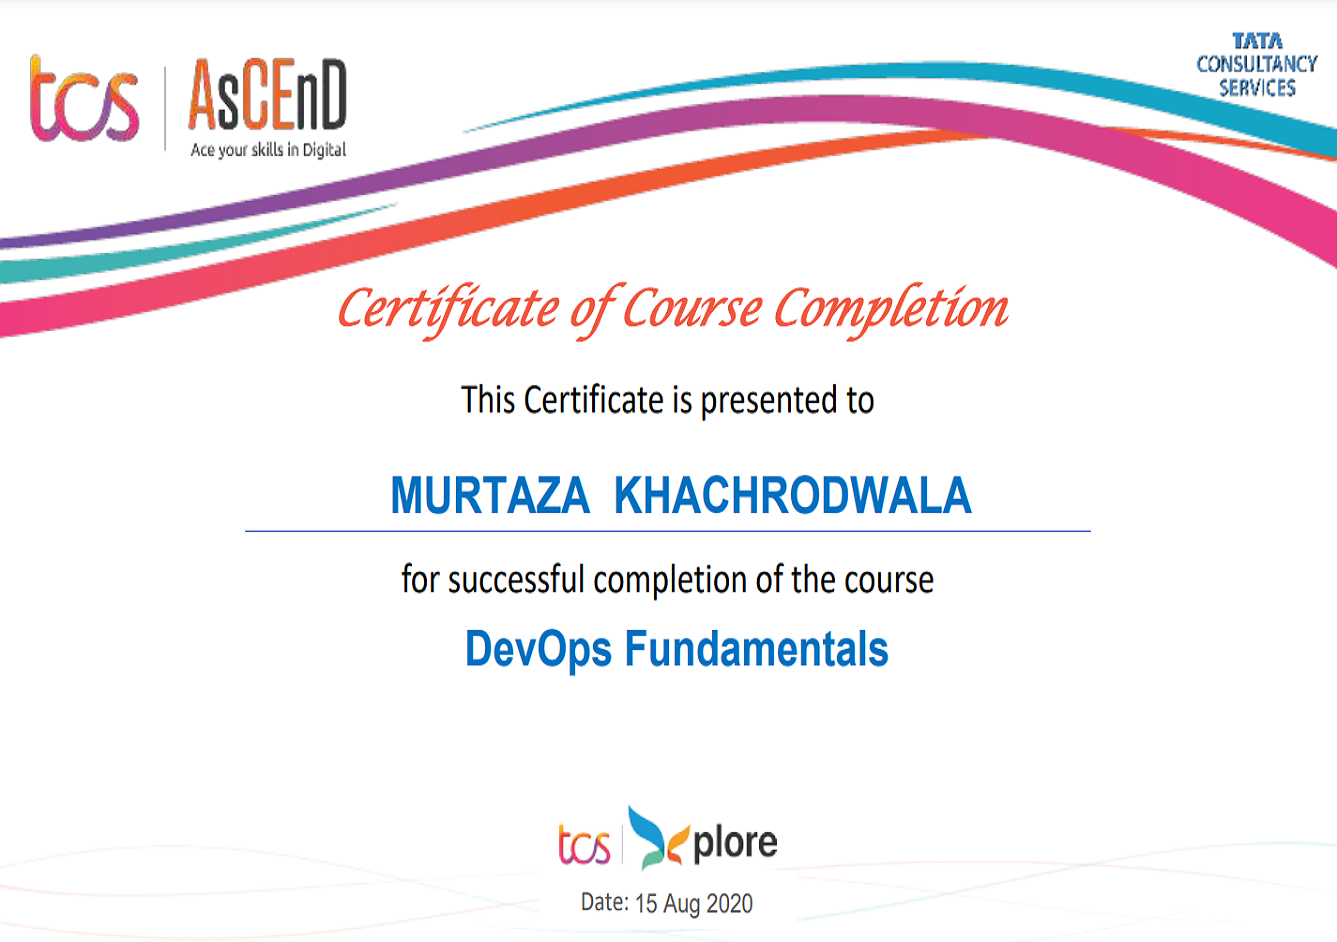 tcs
AsCEnD
Ace your skills in Digital
TATA
CONSULTANCY
SERVICES
Certificate of Course Completion
This Certificate is presented to
MURTAZA KHACHRODWALA
for successful completion of the course
DevOps Fundamentals
tcs Xplore
Date: 15 Aug 2020